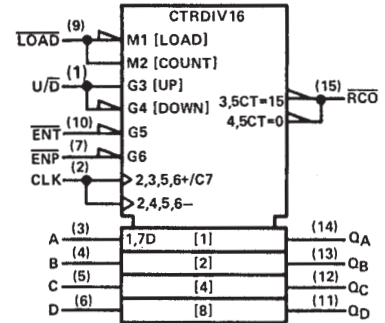 CTRDIV16
LOAD (9) M1 [LOAD]
M2 [COUNT]
U/D (1) G3 [UP]
G4 [DOWN]
3,5CT=15 (15) RCO
4,5CT=0
ENT (10) G5
ENP (7) G6
CLK (2) 2,3,5,6+/C7
2,4,5,6−
A (3) 1,7D [1] (14) QA
B (4) [2] (13) QB
C (5) [4] (12) QC
D (6) [8] (11) QD